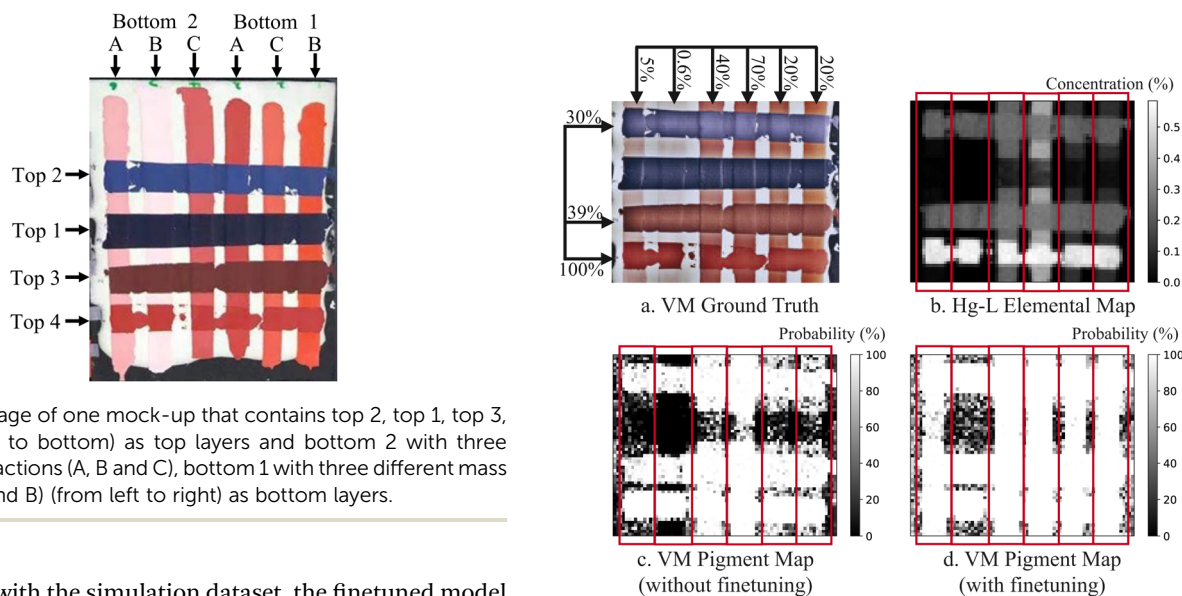 Bottom 2 Bottom 1
A B C A C B
Top 2
Top 1
Top 3
Top 4
age of one mock-up that contains top 2, top 1, top 3,
to bottom) as top layers and bottom 2 with three
actions (A, B and C), bottom 1 with three different mass
nd B) (from left to right) as bottom layers.
with the simulation dataset, the finetuned model
5% 0.6% 40% 70% 20% 20%
30%
39%
100%
a. VM Ground Truth
Concentration (%)
0.5
0.4
0.3
0.2
0.1
0.0
b. Hg-L Elemental Map
Probability (%)
100
80
60
40
20
0
c. VM Pigment Map
(without finetuning)
Probability (%)
100
80
60
40
20
0
d. VM Pigment Map
(with finetuning)